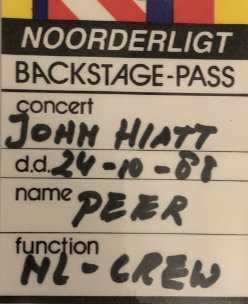 NOORDERLIGT
BACKSTAGE-PASS
concert
JOHN HIATT
d.d. 24-10-88
name PEER
function
NL-CREW